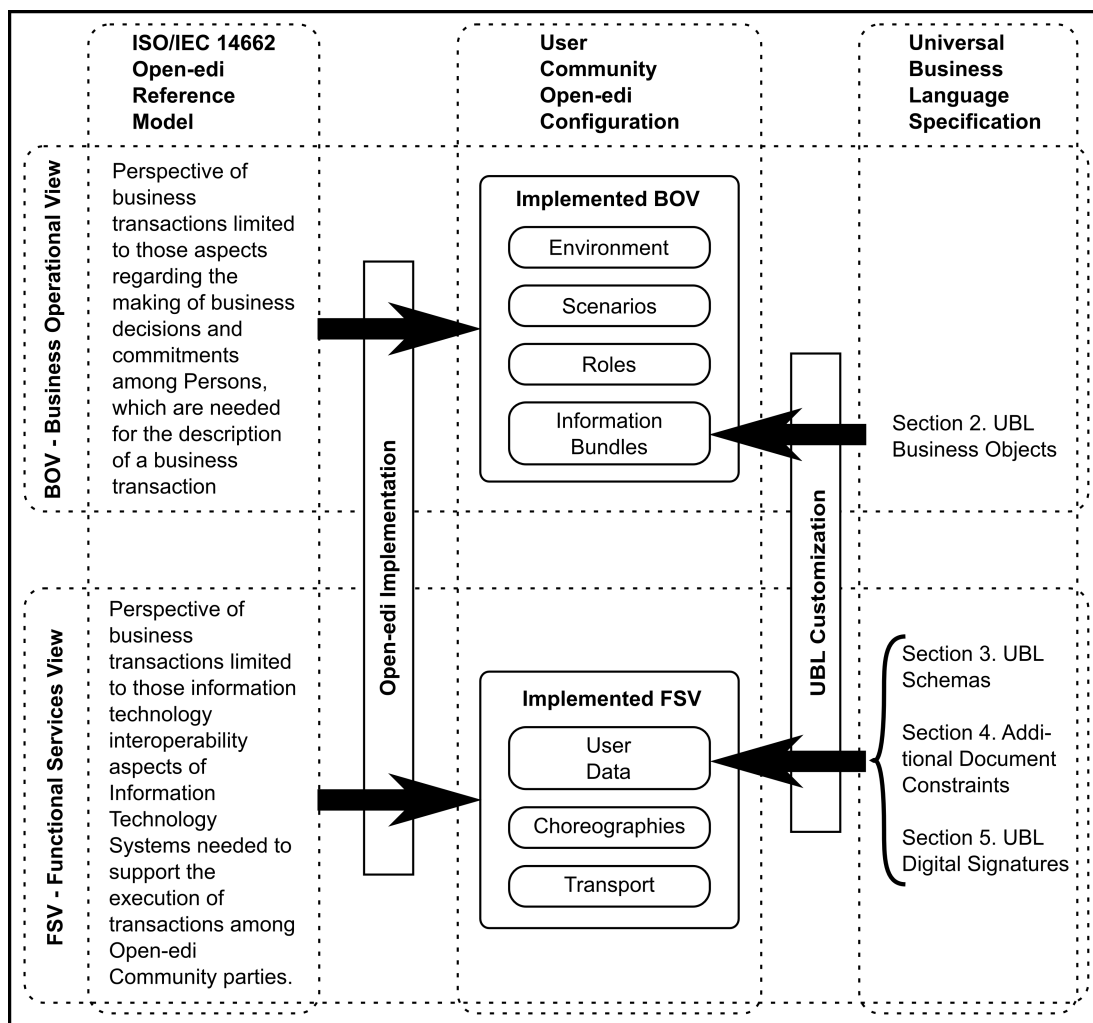 ISO/IEC 14662
Open-edi
Reference
Model
User
Community
Open-edi
Configuration
Universal
Business
Language
Specification
BOV - Business Operational View
Perspective of
business
transactions limited
to those aspects
regarding the
making of business
decisions and
commitments
among Persons,
which are needed
for the description
of a business
transaction
Open-edi Implementation
Implemented BOV
Environment
Scenarios
Roles
Information
Bundles
UBL Customization
Section 2. UBL
Business Objects
FSV - Functional Services View
Perspective of
business
transactions limited
to those information
technology
interoperability
aspects of
Information
Technology
Systems needed to
support the
execution of
transactions among
Open-edi
Community parties.
Implemented FSV
User
Data
Choreographies
Transport
Section 3. UBL
Schemas
Section 4. Addi-
tional Document
Constraints
Section 5. UBL
Digital Signatures